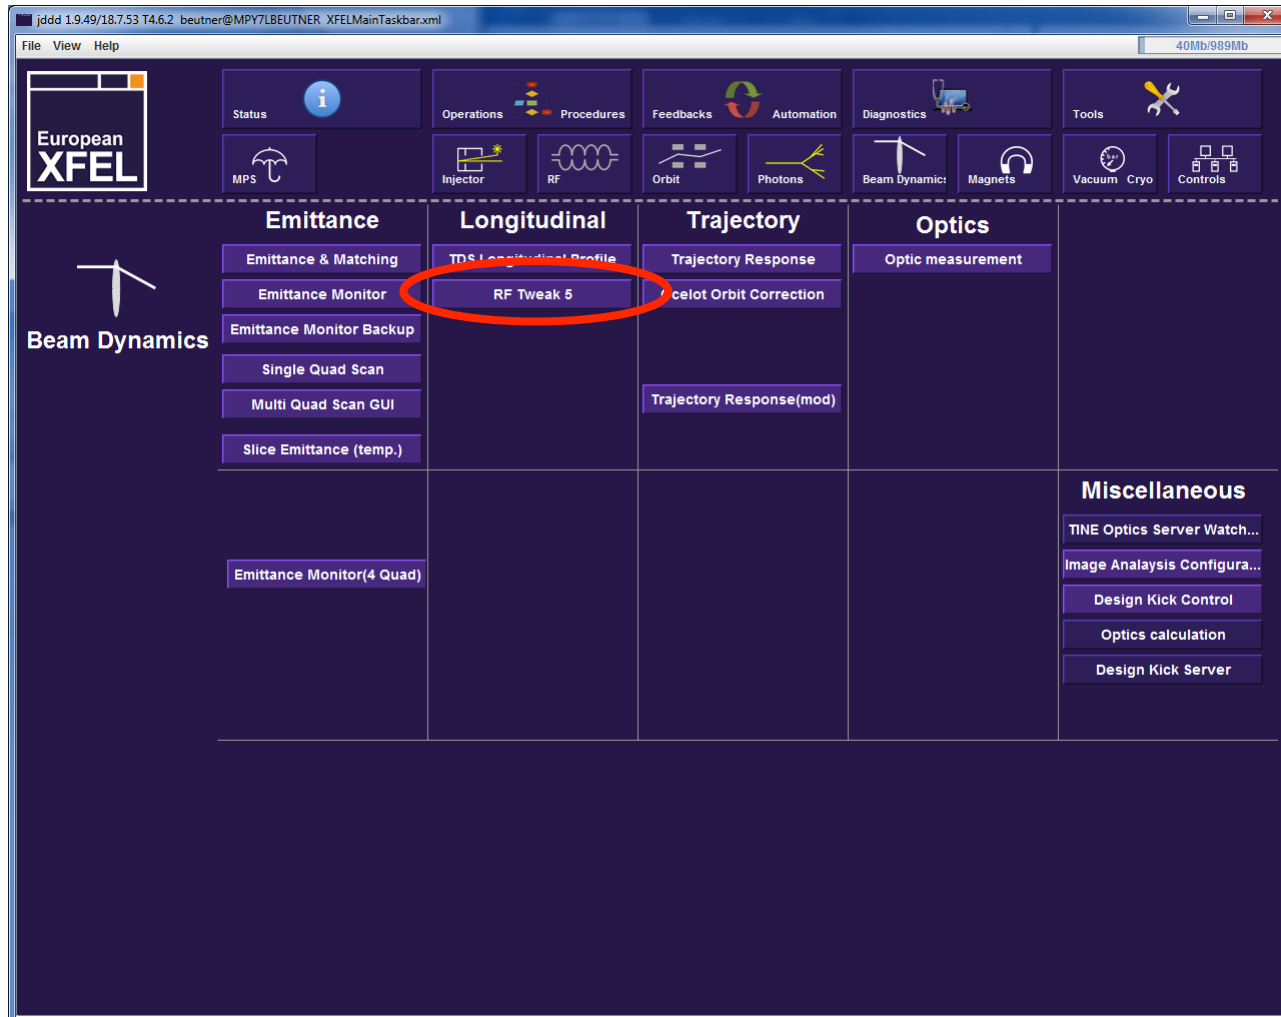 jddd 1.9.49/18.7.53 T4.6.2 beutner@MPY7LBEUTNER XFELMainTaskbar.xml
File View Help
40Mb/989Mb
European
XFEL
Status
Operations Procedures
Feedbacks Automation
Diagnostics
Tools
MPS
Injector
RF
Orbit
Photons
Beam Dynamics
Magnets
Vacuum Cryo
Controls
Beam Dynamics
Emittance
Emittance & Matching
Emittance Monitor
Emittance Monitor Backup
Single Quad Scan
Multi Quad Scan GUI
Slice Emittance (temp.)
Emittance Monitor(4 Quad)
Longitudinal
TDS Longitudinal Profile
RF Tweak 5
Trajectory
Trajectory Response
Ocelot Orbit Correction
Trajectory Response(mod)
Optics
Optic measurement
Miscellaneous
TINE Optics Server Watch...
Image Analaysis Configura...
Design Kick Control
Optics calculation
Design Kick Server